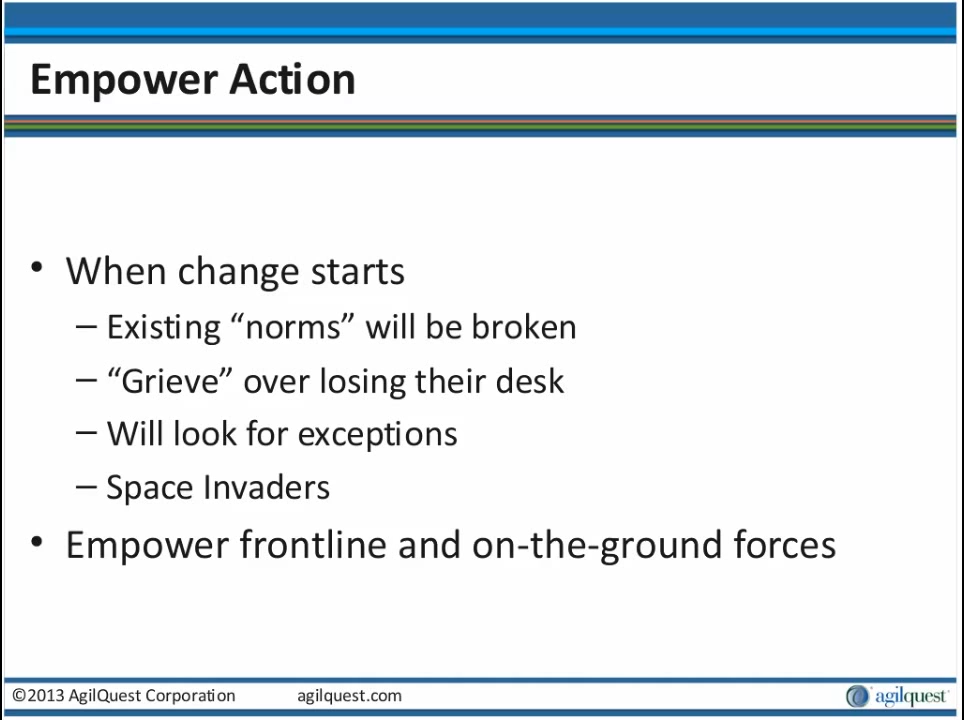 Empower Action
• When change starts
– Existing “norms” will be broken
– “Grieve” over losing their desk
– Will look for exceptions
– Space Invaders
• Empower frontline and on-the-ground forces
©2013 AgilQuest Corporation agilquest.com agilquest